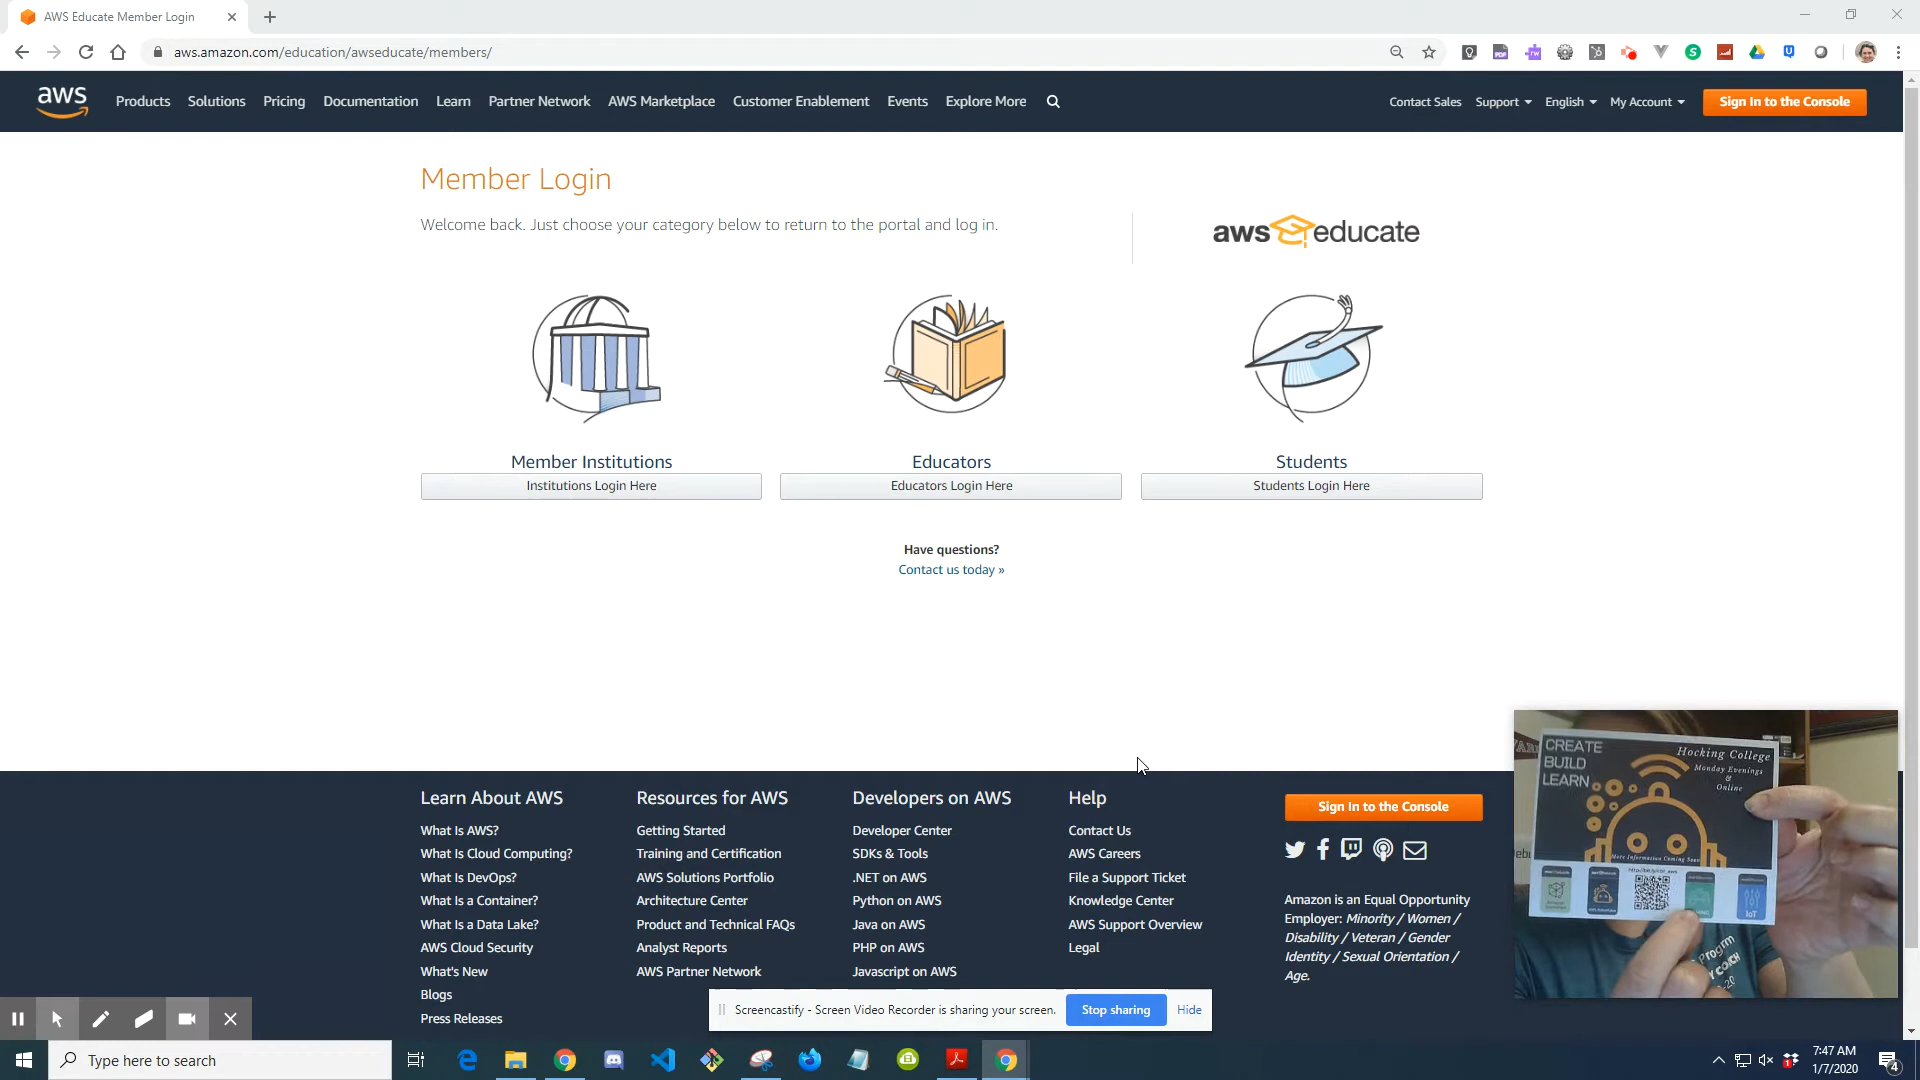 AWS Educate Member Login
aws.amazon.com/education/awseducate/members/
aws
Products
Solutions
Pricing
Documentation
Learn
Partner Network
AWS Marketplace
Customer Enablement
Events
Explore More
Contact Sales
Support
English
My Account
Sign In to the Console
Member Login
Welcome back. Just choose your category below to return to the portal and log in.
aws educate
Member Institutions
Institutions Login Here
Educators
Educators Login Here
Students
Students Login Here
Have questions?
Contact us today »
Learn About AWS
What Is AWS?
What Is Cloud Computing?
What Is DevOps?
What Is a Container?
What Is a Data Lake?
AWS Cloud Security
What's New
Blogs
Press Releases
Resources for AWS
Getting Started
Training and Certification
AWS Solutions Portfolio
Architecture Center
Product and Technical FAQs
Analyst Reports
AWS Partner Network
Developers on AWS
Developer Center
SDKs & Tools
.NET on AWS
Python on AWS
Java on AWS
PHP on AWS
Javascript on AWS
Help
Contact Us
AWS Careers
File a Support Ticket
Knowledge Center
AWS Support Overview
Legal
Sign In to the Console
Amazon is an Equal Opportunity
Employer: Minority / Women /
Disability / Veteran / Gender
Identity / Sexual Orientation /
Age.
CREATE
BUILD
LEARN
Hocking College
Monday Evenings
&
Online
More Information Coming Soon
IoT
COACH
Screencastify - Screen Video Recorder is sharing your screen.
Stop sharing
Hide
Type here to search
7:47 AM
1/7/2020
4